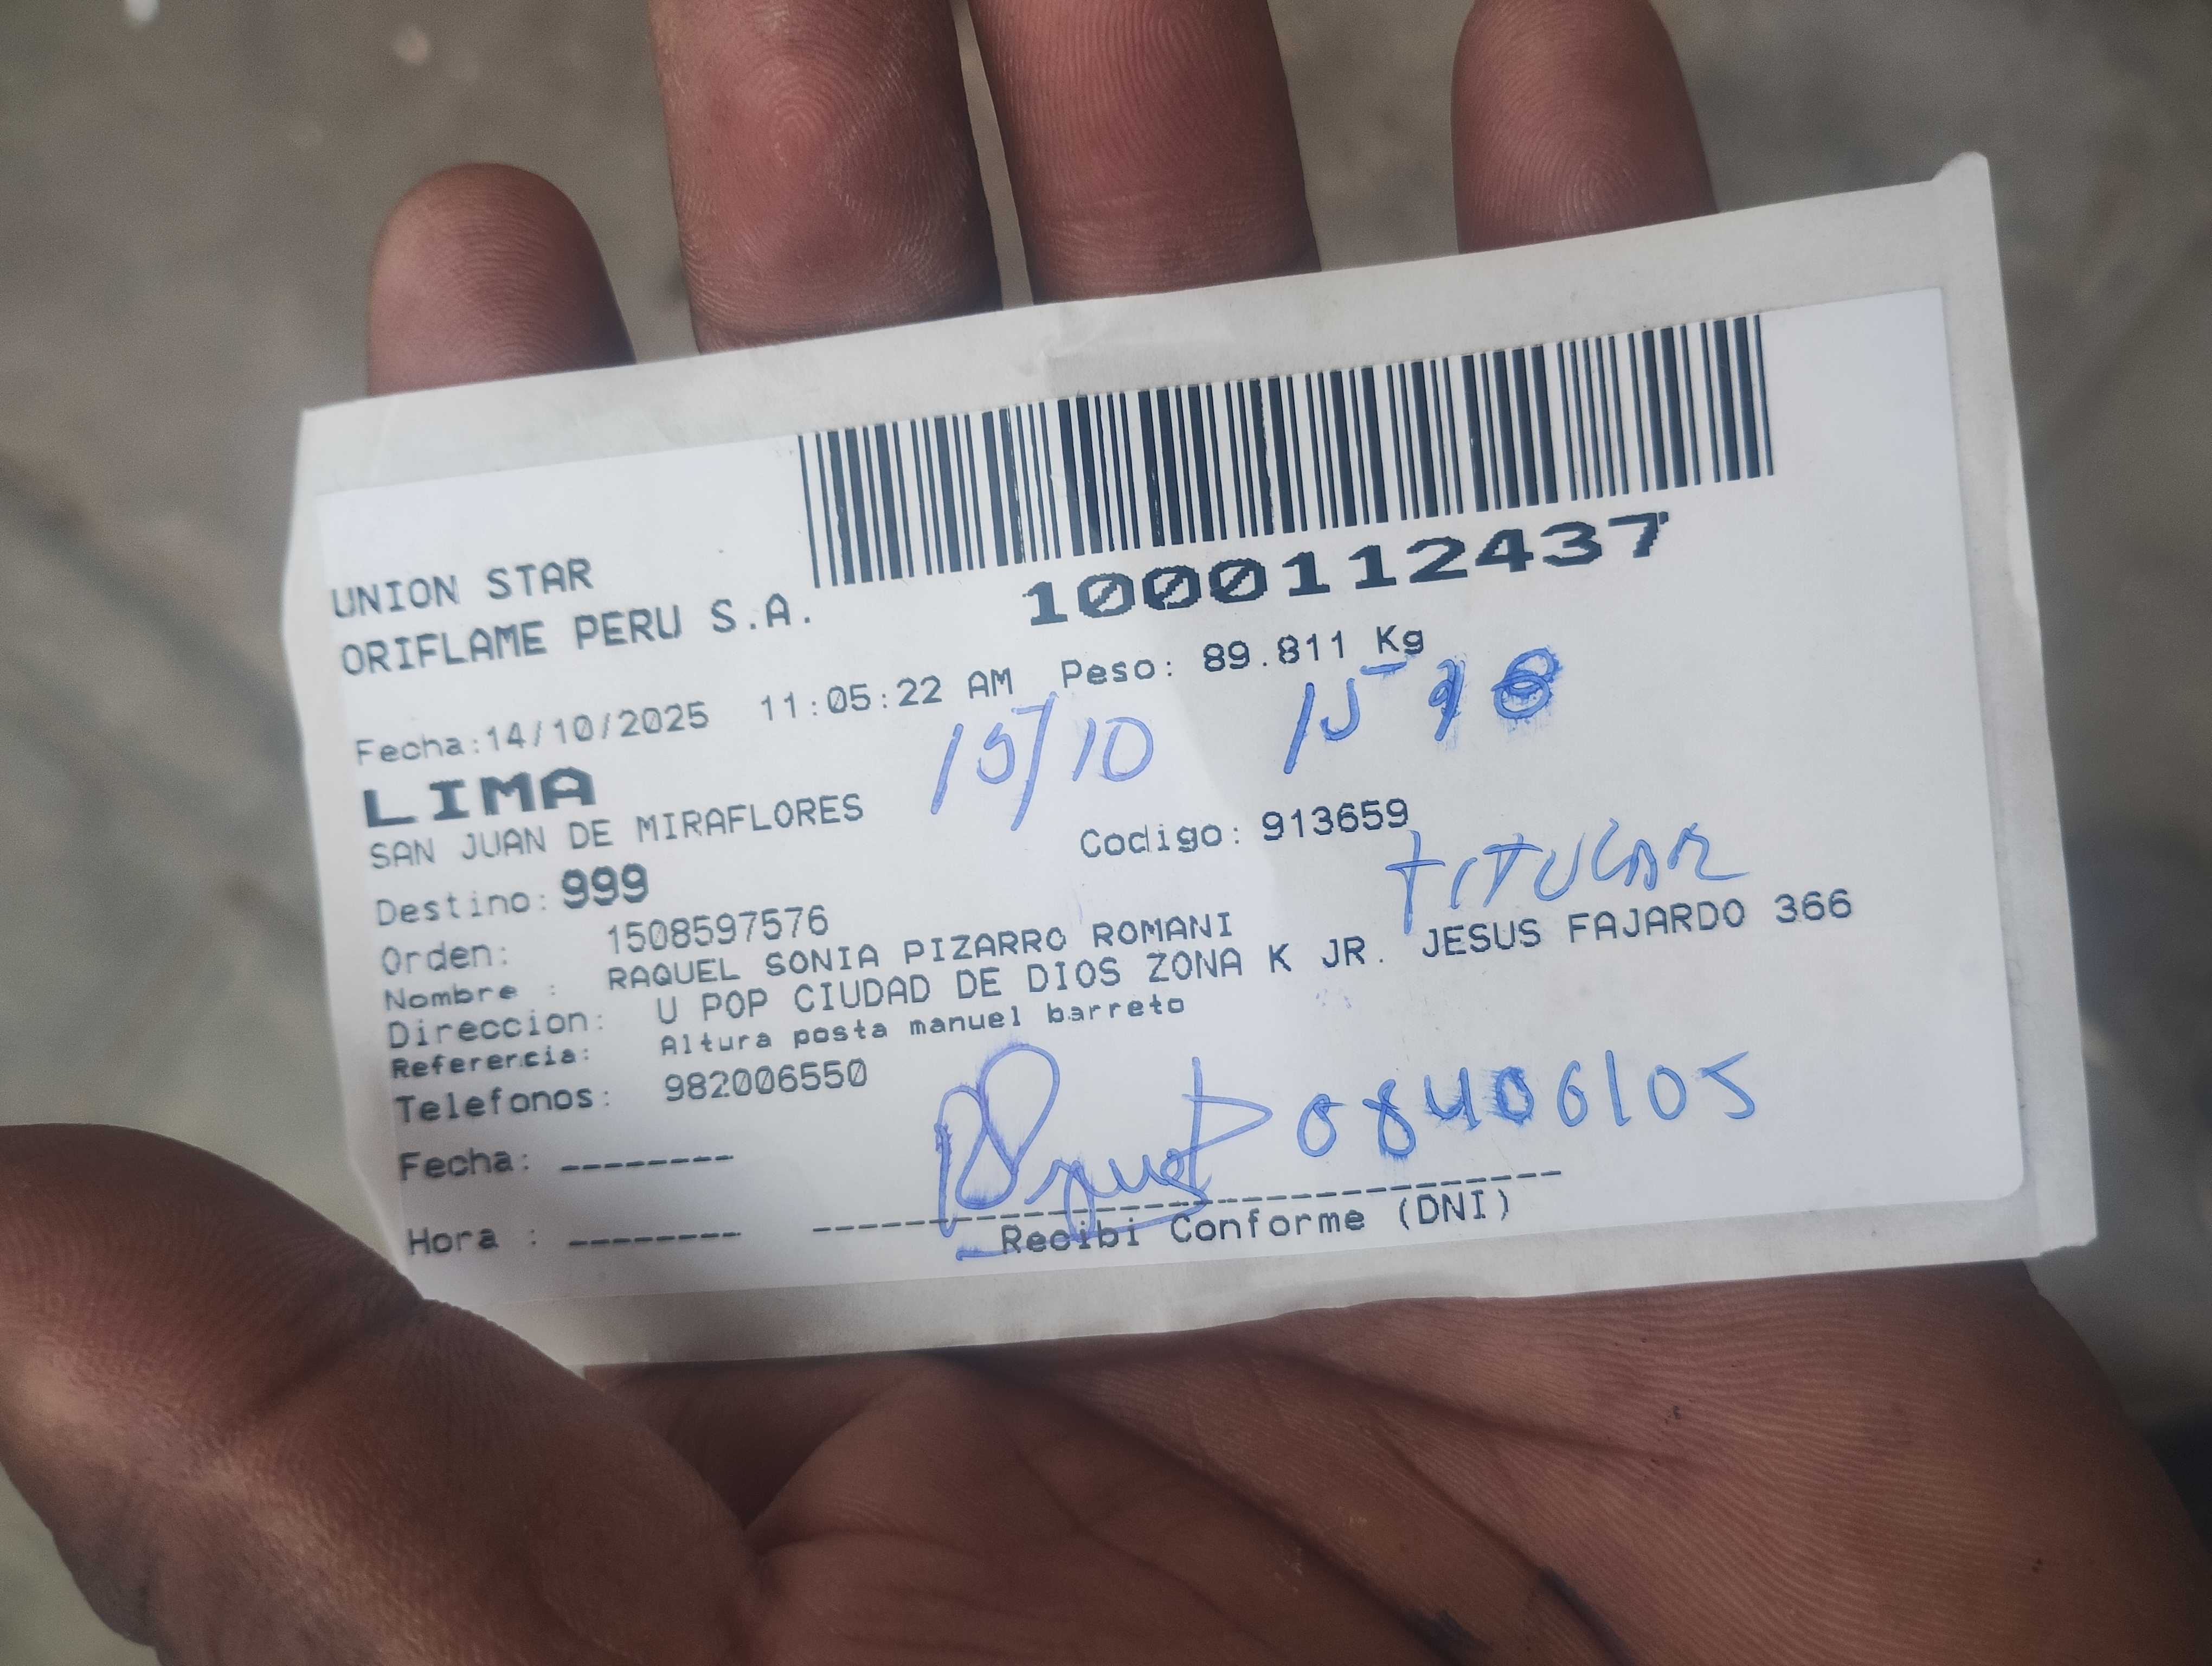 1000112437
UNION STAR
ORIFLAME PERU S.A.
Fecha:14/10/2025 11:05:22 AM Peso: 89.811 Kg
15/10 15
LIMA
SAN JUAN DE MIRAFLORES
Codigo: 913659
TITULAR
Destino: 999
Orden: 1508597576
Nombre : RAQUEL SONIA PIZARRO ROMANI
Direccion: U POP CIUDAD DE DIOS ZONA K JR. JESUS FAJARDO 366
Referencia: Altura posta manuel barreto
Telefonos: 982006550
Fecha: --------
Hora : --------
Recibi Conforme (DNI)